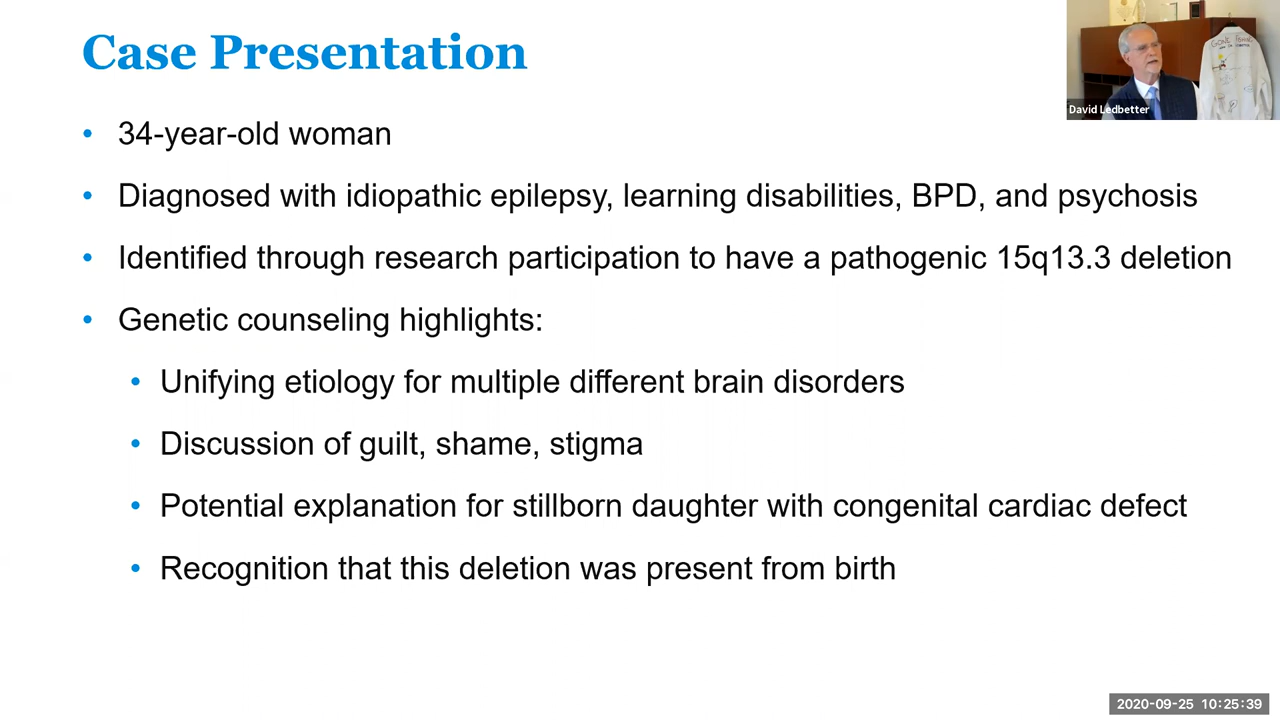 Case Presentation
• 34-year-old woman
• Diagnosed with idiopathic epilepsy, learning disabilities, BPD, and psychosis
• Identified through research participation to have a pathogenic 15q13.3 deletion
• Genetic counseling highlights:
• Unifying etiology for multiple different brain disorders
• Discussion of guilt, shame, stigma
• Potential explanation for stillborn daughter with congenital cardiac defect
• Recognition that this deletion was present from birth
David Ledbetter
2020-09-25 10:25:39